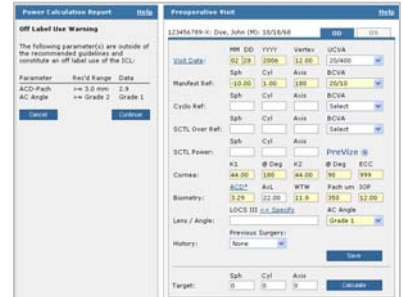 Power Calculation Report Help
Off Label Use
Warning
The following parameter(s) are outside of
the recommended guidelines and
constitute an off label use of the ICL:
Parameter Rec'd Range Data
ACD-Pach >= 3.0 mm 2.9
AC Angle >= Grade 2 Grade 1
Cancel Continue
Preoperative Visit Help
123456789-X: Doe, John (M): 10/10/60 OD OS
MM DD YYYY Vertex UCVA
Visit Date: 02 28 2006 12.00 20/400
Sph Cyl Axis BCVA
Manifest Ref: -10.00 1.00 180 20/10
Sph Cyl Axis BCVA
Cyclo Ref: Select
Sph Cyl Axis BCVA
SCTL Over Ref: Select
Sph Cyl Axis
SCTL Power: PreVize
K1 @ Deg K2 @ Deg ECC
Cornea: 44.00 180 44.00 90 999
ACD* AxL WTW Pach um IOP
Biometry: 3.29 22.00 11.9 350 12.00
LOCS III << Specify AC Angle
Lens / Angle: Grade 1
Previous Surgery:
History: None
Save
Sph Cyl Axis
Target: 0 0 0 Calculate